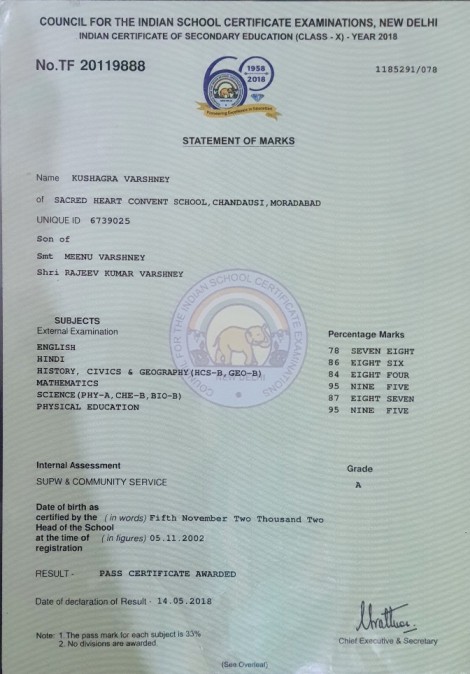 COUNCIL FOR THE INDIAN SCHOOL CERTIFICATE EXAMINATIONS, NEW DELHI
INDIAN CERTIFICATE OF SECONDARY EDUCATION (CLASS - X) - YEAR 2018
No.TF 20119888
1185291/078
1958
2018
STATEMENT OF MARKS
Name KUSHAGRA VARSHNEY
of SACRED HEART CONVENT SCHOOL,CHANDAUSI,MORADABAD
UNIQUE ID 6739025
Son of
Smt MEENU VARSHNEY
Shri RAJEEV KUMAR VARSHNEY
COUNCIL FOR THE INDIAN SCHOOL CERTIFICATE EXAMINATIONS
NEW DELHI
SUBJECTS
External Examination Percentage Marks
ENGLISH 78 SEVEN EIGHT
HINDI 86 EIGHT SIX
HISTORY, CIVICS & GEOGRAPHY(HCS-B,GEO-B) 84 EIGHT FOUR
MATHEMATICS 95 NINE FIVE
SCIENCE(PHY-A,CHE-B,BIO-B) 87 EIGHT SEVEN
PHYSICAL EDUCATION 95 NINE FIVE
Internal Assessment Grade
SUPW & COMMUNITY SERVICE A
Date of birth as
certified by the (in words) Fifth November Two Thousand Two
Head of the School
at the time of (in figures) 05.11.2002
registration
RESULT - PASS CERTIFICATE AWARDED
Date of declaration of Result - 14.05.2018
Chief Executive & Secretary
Note: 1. The pass mark for each subject is 33%
2. No divisions are awarded.
(See Overleaf)